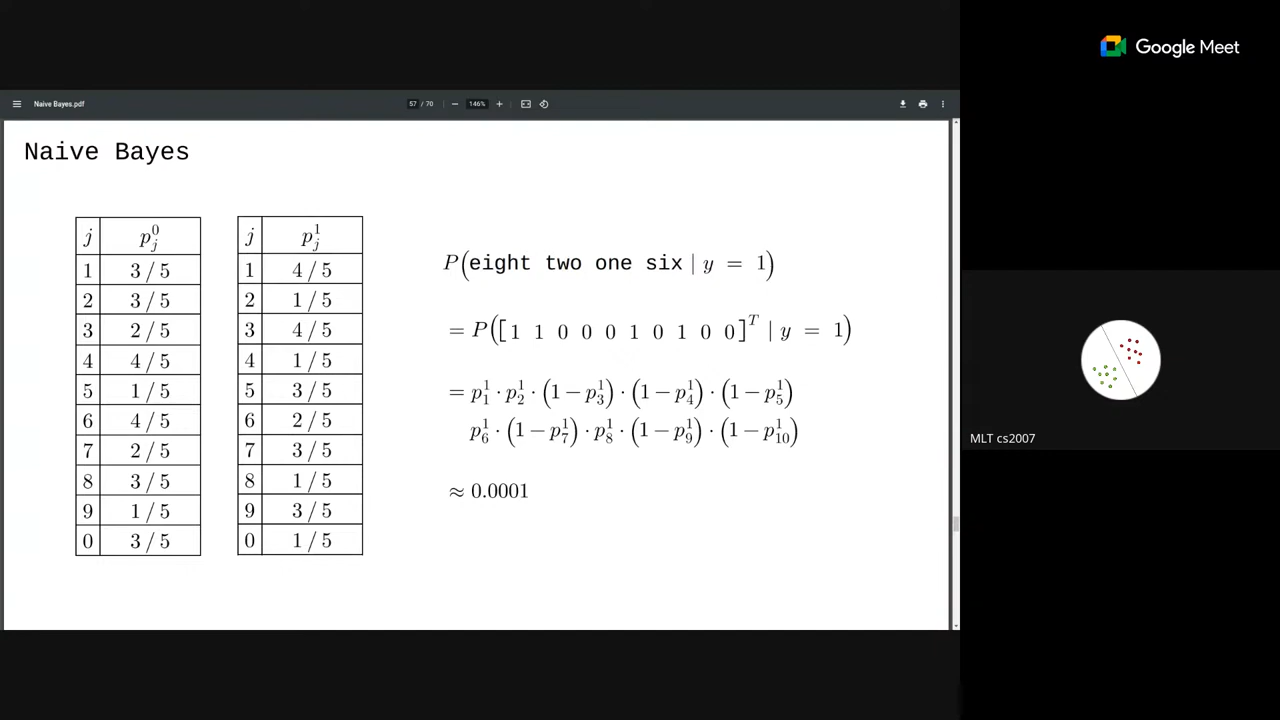 Google Meet
Naive Bayes.pdf
57 / 70
146%
Naive Bayes
j p_j^0
1 3 / 5
2 3 / 5
3 2 / 5
4 4 / 5
5 1 / 5
6 4 / 5
7 2 / 5
8 3 / 5
9 1 / 5
0 3 / 5
j p_j^1
1 4 / 5
2 1 / 5
3 4 / 5
4 1 / 5
5 3 / 5
6 2 / 5
7 3 / 5
8 1 / 5
9 3 / 5
0 1 / 5
P(eight two one six | y = 1)
= P([1 1 0 0 0 1 0 1 0 0]^T | y = 1)
= p_1^1 · p_2^1 · (1 − p_3^1) · (1 − p_4^1) · (1 − p_5^1)
p_6^1 · (1 − p_7^1) · p_8^1 · (1 − p_9^1) · (1 − p_10^1)
≈ 0.0001
MLT cs2007